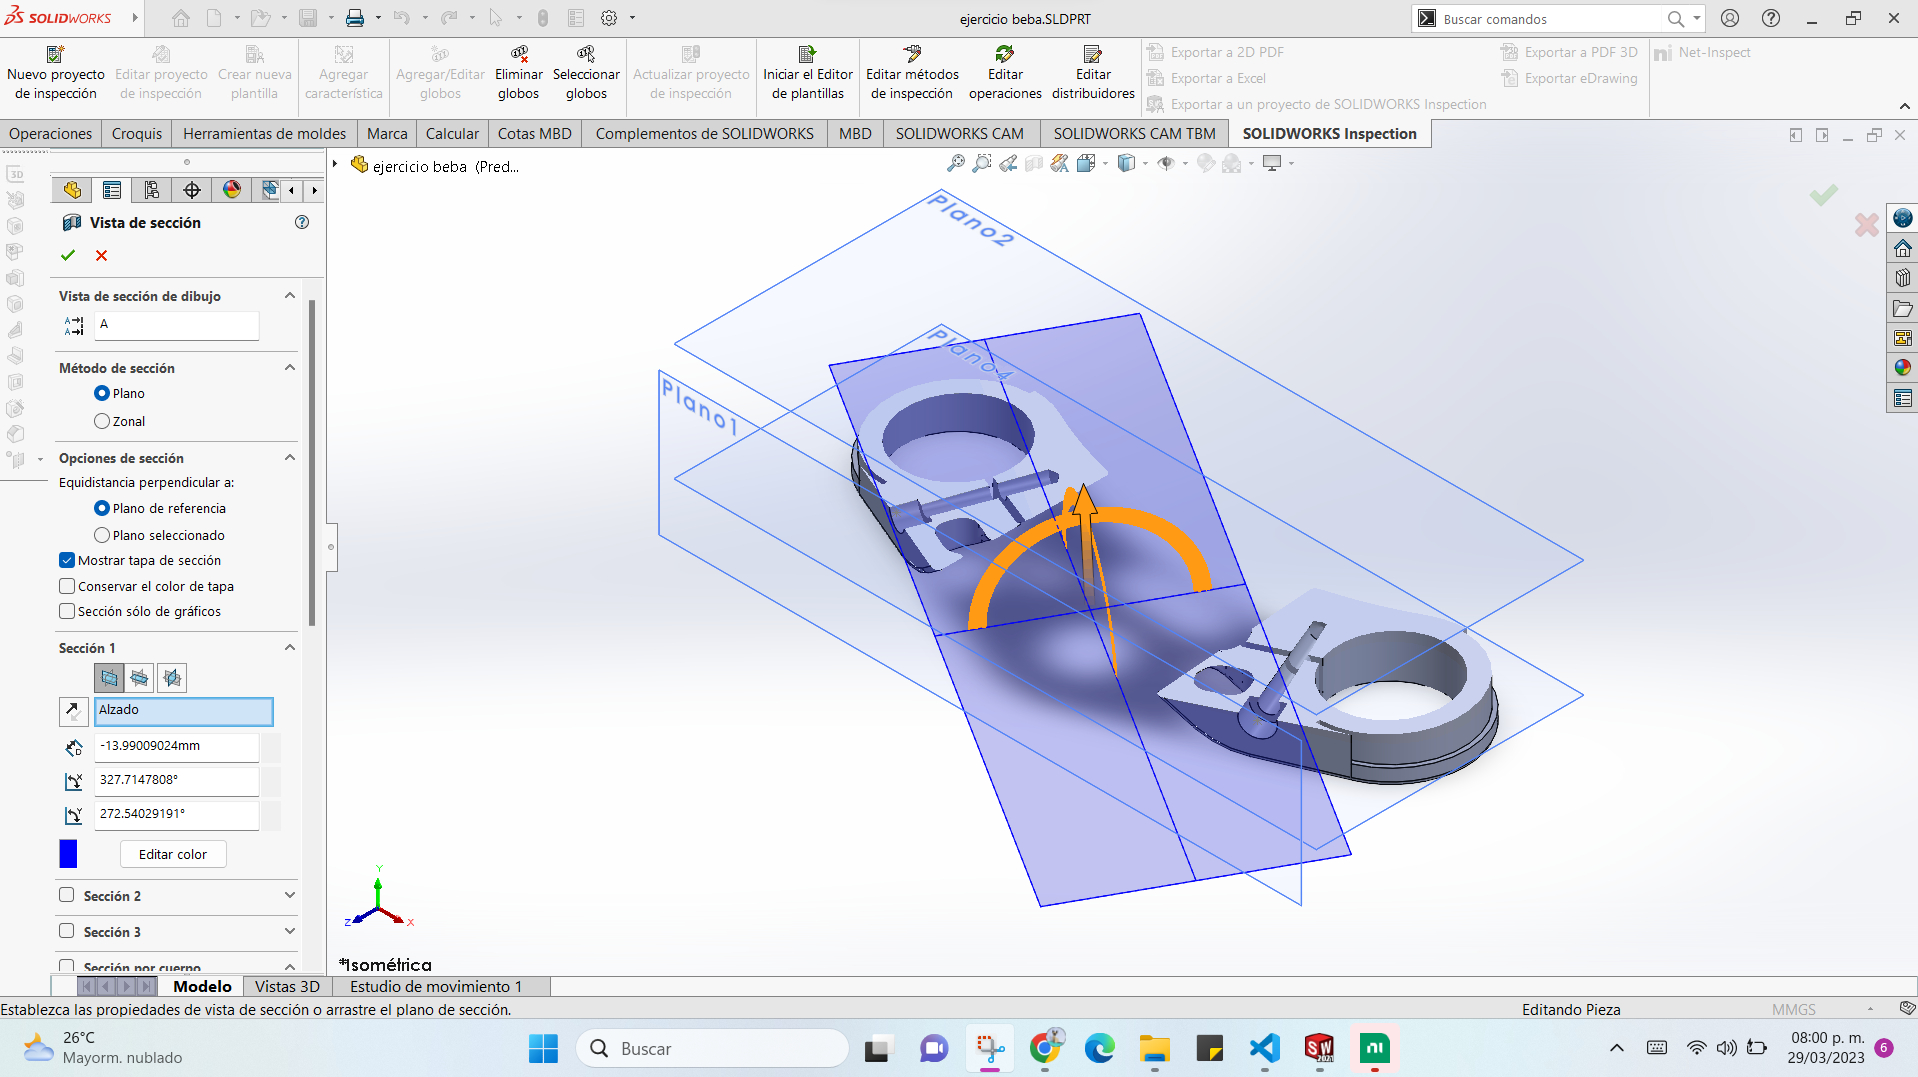 SOLIDWORKS
ejercicio beba.SLDPRT
Buscar comandos
Nuevo proyecto de inspección
Editar proyecto de inspección
Crear nueva plantilla
Agregar característica
Agregar/Editar globos
Eliminar globos
Seleccionar globos
Actualizar proyecto de inspección
Iniciar el Editor de plantillas
Editar métodos de inspección
Editar operaciones
Editar distribuidores
Exportar a 2D PDF
Exportar a Excel
Exportar a un proyecto de SOLIDWORKS Inspection
Exportar a PDF 3D
Exportar eDrawing
Net-Inspect
Operaciones
Croquis
Herramientas de moldes
Marca
Calcular
Cotas MBD
Complementos de SOLIDWORKS
MBD
SOLIDWORKS CAM
SOLIDWORKS CAM TBM
SOLIDWORKS Inspection
ejercicio beba (Pred...
Vista de sección
Vista de sección de dibujo
A
Método de sección
Plano
Zonal
Opciones de sección
Equidistancia perpendicular a:
Plano de referencia
Plano seleccionado
Mostrar tapa de sección
Conservar el color de tapa
Sección sólo de gráficos
Sección 1
Alzado
-13.99009024mm
327.7147808°
272.54029191°
Editar color
Sección 2
Sección 3
Sección por cuerpo
Plano2
Plano4
Plano1
Y
Z
X
*Isométrica
Modelo
Vistas 3D
Estudio de movimiento 1
Establezca las propiedades de vista de sección o arrastre el plano de sección.
Editando Pieza
MMGS
26°C
Mayorm. nublado
Buscar
08:00 p. m.
29/03/2023
6